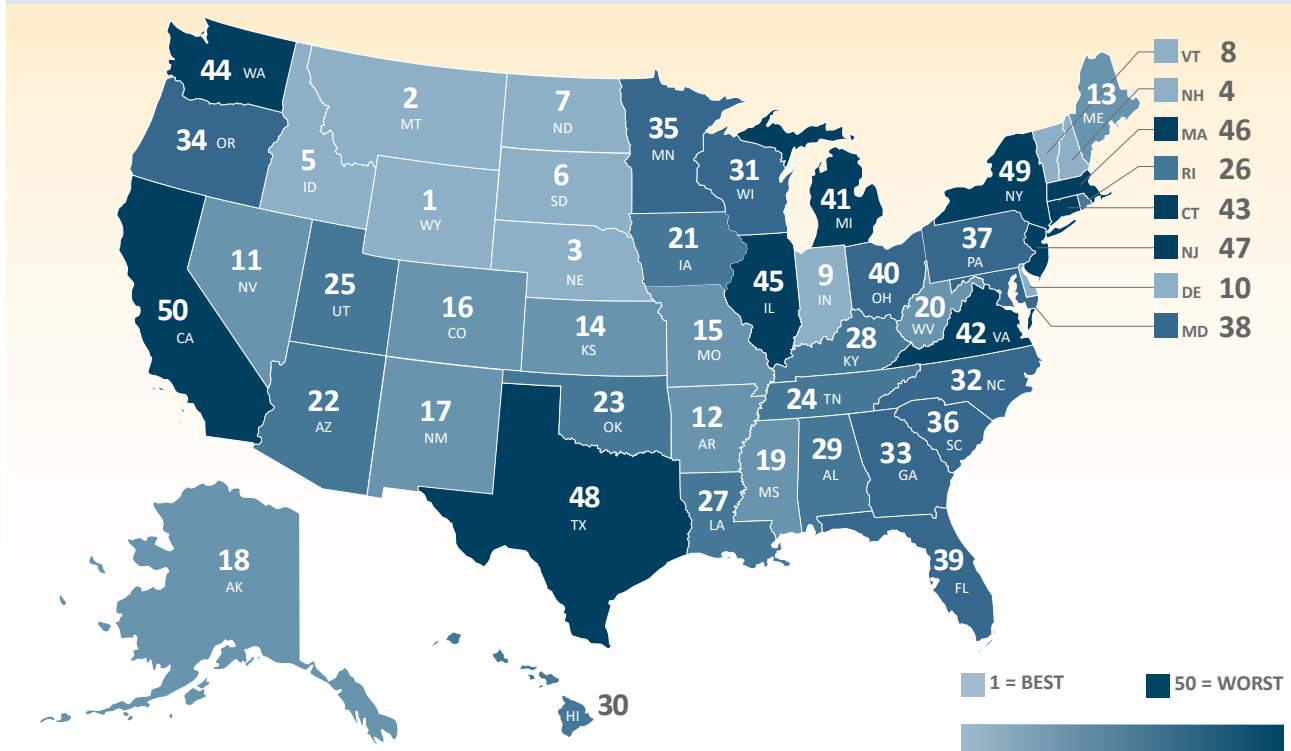 44 WA
2
MT
7
ND
35
MN
13
ME
VT 8
NH 4
MA 46
RI 26
CT 43
NJ 47
DE 10
MD 38
34 OR
5
ID
1
WY
6
SD
31
WI
41
MI
49
NY
3
NE
21
IA
37
PA
11
NV
25
UT
16
CO
14
KS
15
MO
45
IL
9
IN
40
OH
20
WV
42 VA
28
KY
50
CA
22
AZ
17
NM
23
OK
12
AR
24 TN
32 NC
36
SC
33
GA
29
AL
19
MS
27
LA
48
TX
39
FL
18
AK
HI 30
1 = BEST
50 = WORST